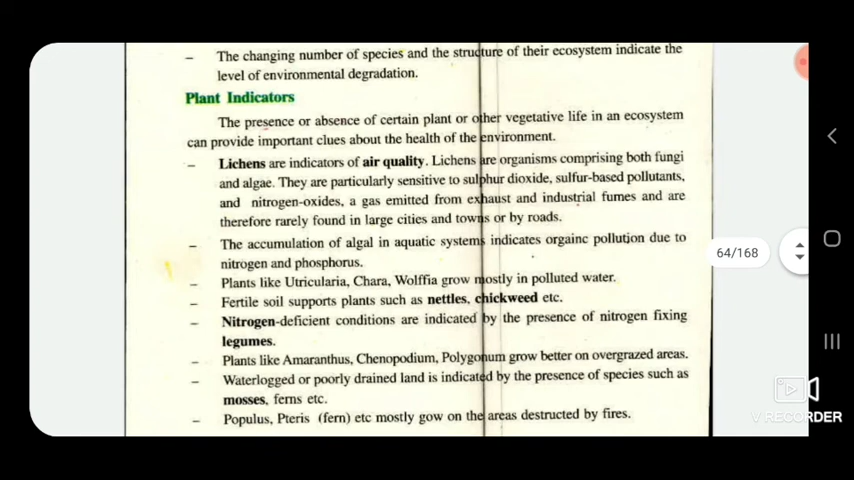 – The changing number of species and the structure of their ecosystem indicate the
level of environmental degradation.
Plant Indicators
The presence or absence of certain plant or other vegetative life in an ecosystem
can provide important clues about the health of the environment.
– Lichens are indicators of air quality. Lichens are organisms comprising both fungi
and algae. They are particularly sensitive to sulphur dioxide, sulfur-based pollutants,
and nitrogen-oxides, a gas emitted from exhaust and industrial fumes and are
therefore rarely found in large cities and towns or by roads.
– The accumulation of algal in aquatic systems indicates orgainc pollution due to
nitrogen and phosphorus.
– Plants like Utricularia, Chara, Wolffia grow mostly in polluted water.
– Fertile soil supports plants such as nettles, chickweed etc.
– Nitrogen-deficient conditions are indicated by the presence of nitrogen fixing
legumes.
– Plants like Amaranthus, Chenopodium, Polygonum grow better on overgrazed areas.
– Waterlogged or poorly drained land is indicated by the presence of species such as
mosses, ferns etc.
– Populus, Pteris (fern) etc mostly gow on the areas destructed by fires.
64/168
V RECORDER